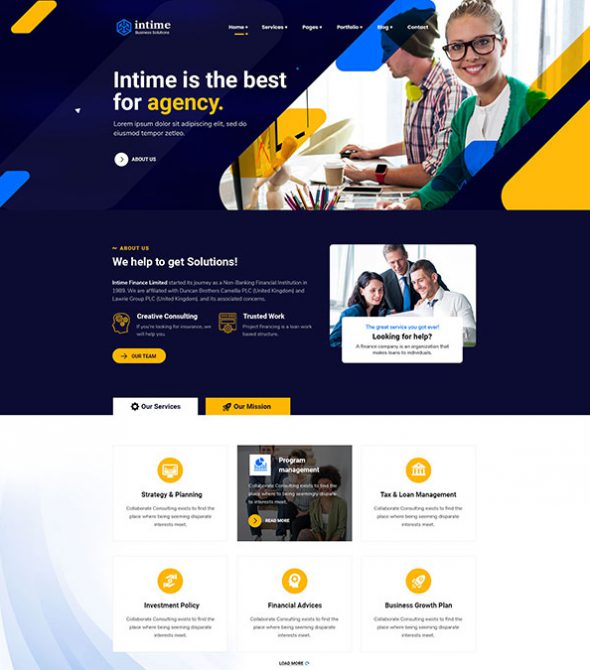 intime
Business Solutions
Home + Services + Pages + Portfolio + Blog + Contact
Intime is the best
for agency.
Lorem ipsum dolor sit adipiscing elit, sed do
eiusmod tempor zetleo.
ABOUT US
~ ABOUT US
We help to get Solutions!
Intime Finance Limited started its journey as a Non-Banking Financial Institution in
1989. We are affiliated with Duncan Brothers Camellie PLC (United Kingdom) and
Lawrie Group PLC (United Kingdom), and its associated concerns.
Creative Consulting
If you're looking for insurance, we
will help you.
Trusted Work
Project financing is a loan work
based structure.
OUR TEAM
The great service you got ever!
Looking for help?
A finance company is an organization that
makes loans to individuals.
Our Services
Our Mission
Strategy & Planning
Collaborate Consulting exists to find the
place where being seeming disparate
interests meet.
Program
management
Collaborate Consulting exists to find the
place where to being seemingly dispate
to interests meet.
READ MORE
Tax & Loan Management
Collaborate Consulting exists to find the
place where being seeming disparate
interests meet.
Investment Policy
Collaborate Consulting exists to find the
place where being seeming disparate
interests meet.
Financial Advices
Collaborate Consulting exists to find the
place where being seeming disparate
interests meet.
Business Growth Plan
Collaborate Consulting exists to find the
place where being seeming disparate
interests meet.
LOAD MORE